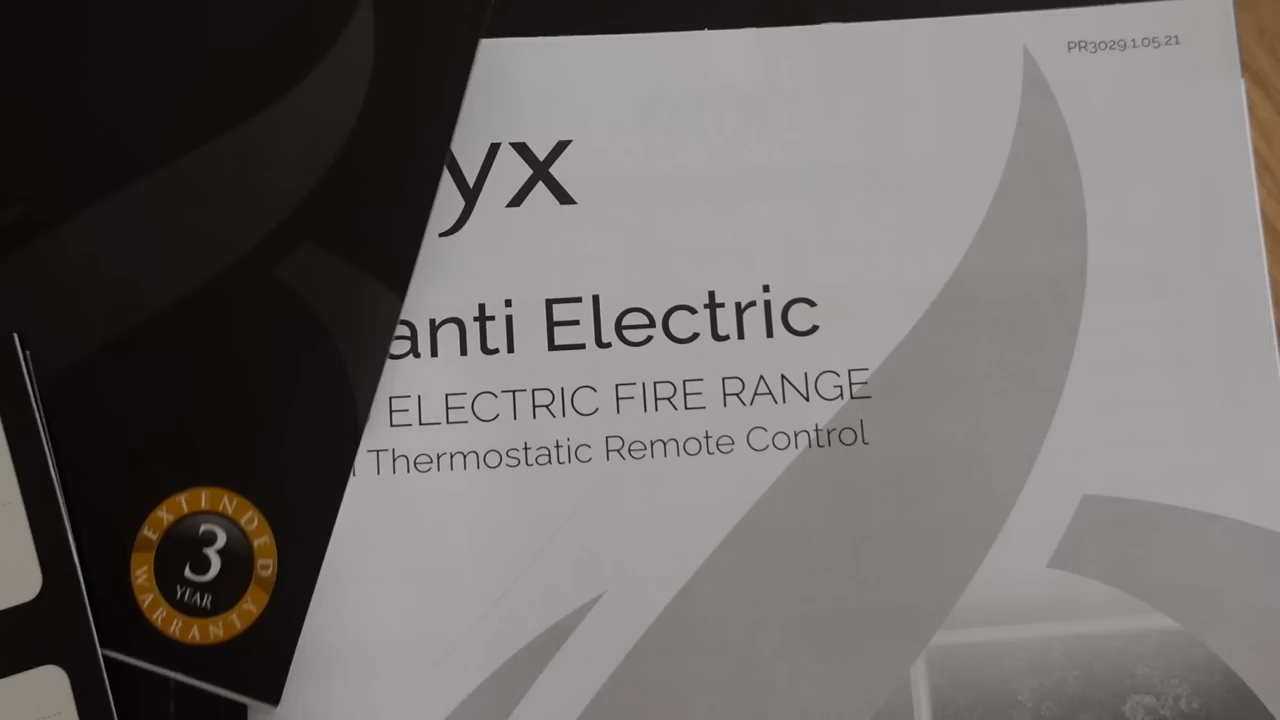 PR3029.1.05.21
yx
anti Electric
ELECTRIC FIRE RANGE
Thermostatic Remote Control
EXTENDED
3
YEAR
WARRANTY